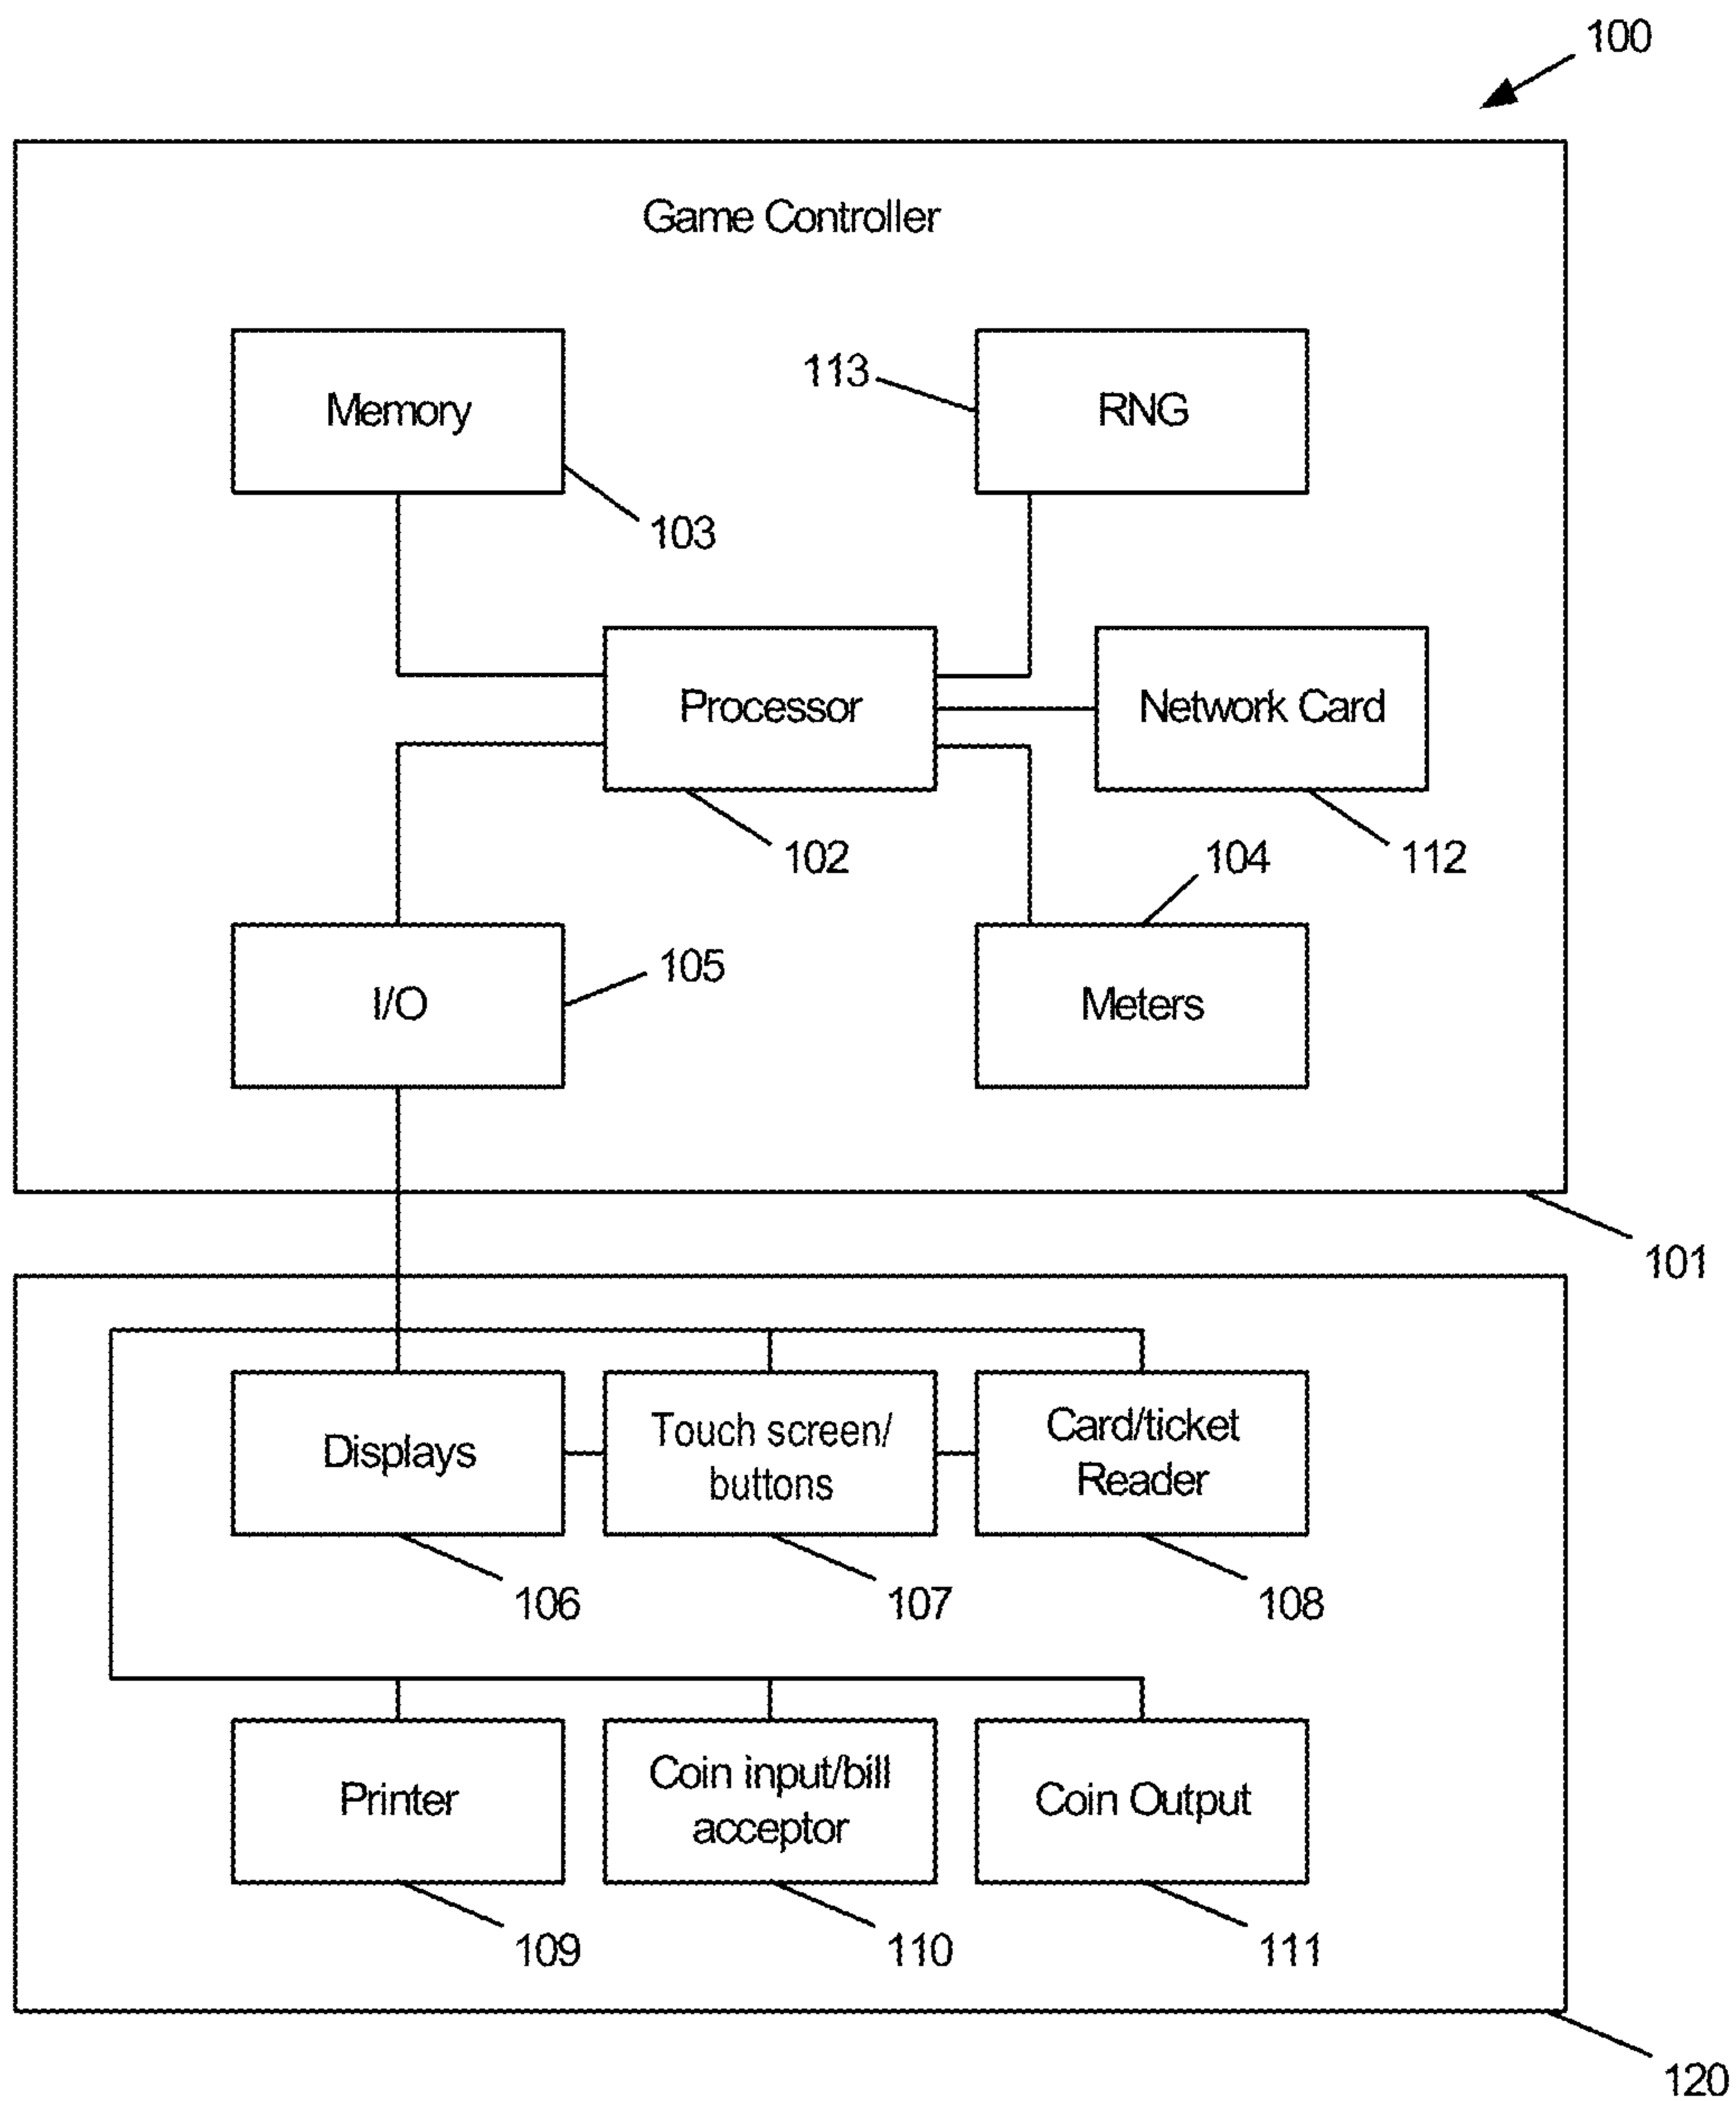 100
Game Controller
Memory
113
RNG
103
Processor
Network Card
102
104
112
I/O
105
Meters
101
Displays
Touch screen/
buttons
Card/ticket
Reader
106
107
108
Printer
Coin input/bill
acceptor
Coin Output
109
110
111
120